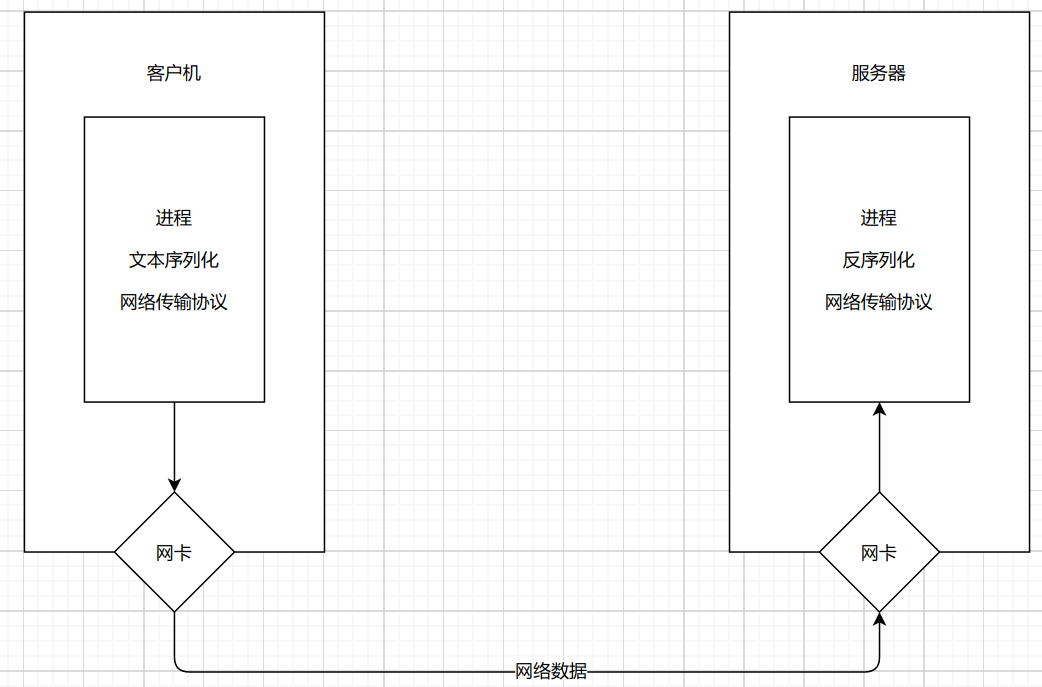 客户机
进程
文本序列化
网络传输协议
网卡
服务器
进程
反序列化
网络传输协议
网卡
网络数据